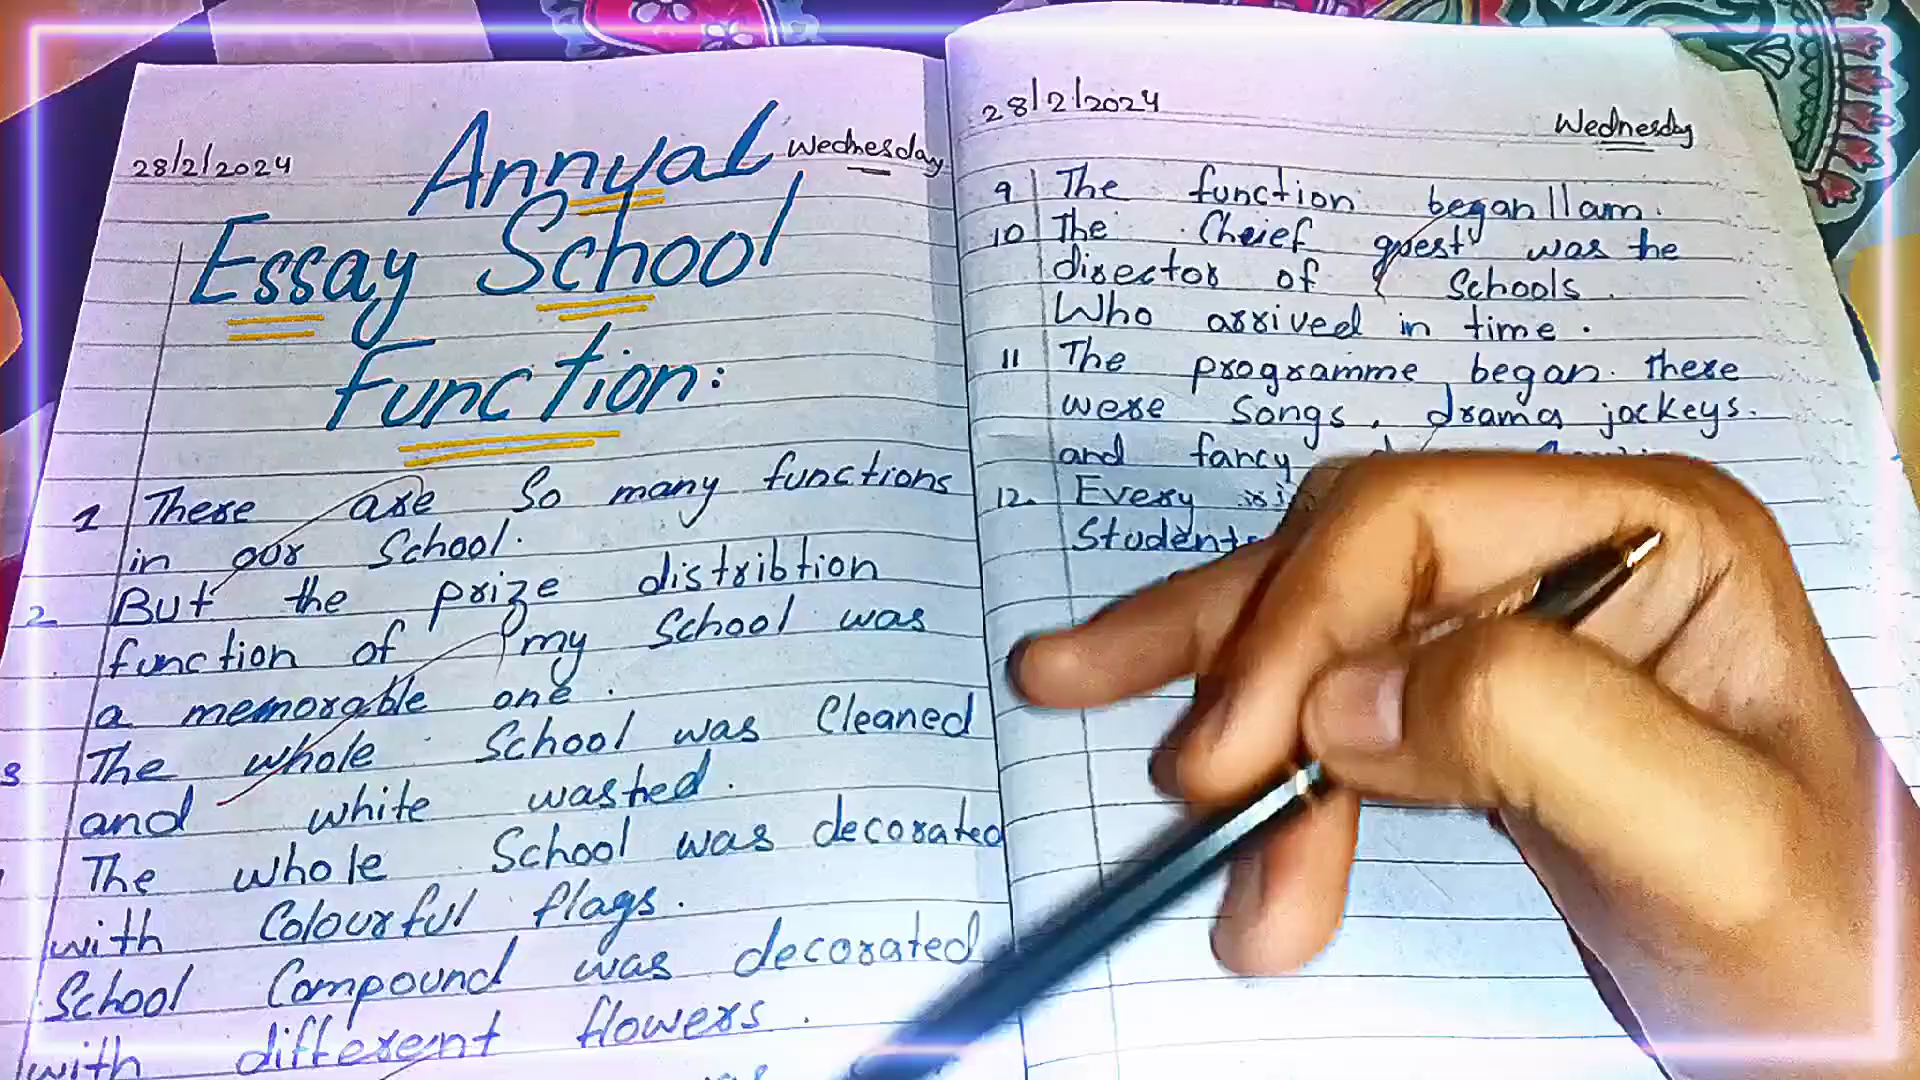 28/2/2024
Wednesday
Annyal
Essay School
Function:
1 There are So many functions
in our School.
2 But the prize distribtion
function of my School was
a memorable one.
3 The whole School was Cleaned
and white washed.
The whole School was decorated
with Colourful flags.
School Compound was decorated
with different flowers.
28/2/2024
Wednesdy
9 The function began 11am.
10 The Cheief guest was the
director of Schools.
Who arrived in time.
11 The programme began. there
were Songs, drama jockeys.
and fancy
12. Every
Students